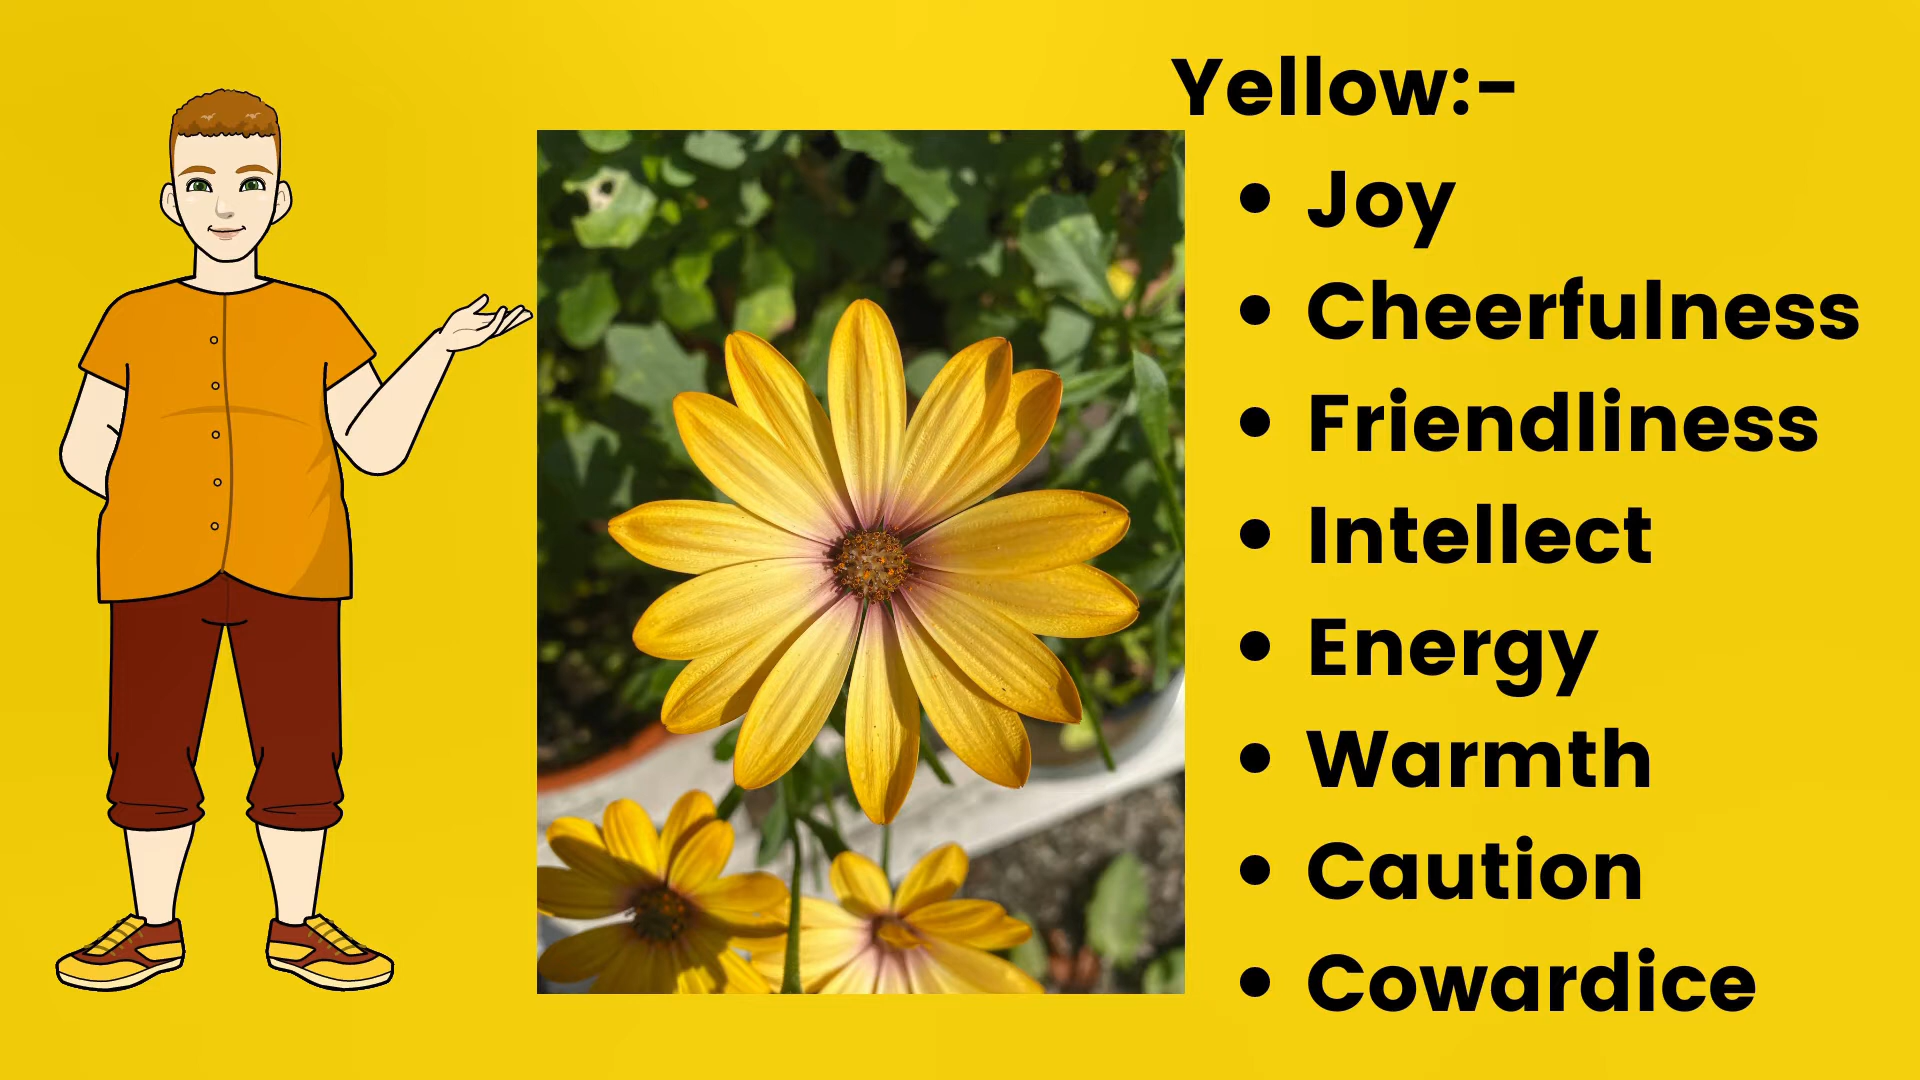 Yellow:-
• Joy
• Cheerfulness
• Friendliness
• Intellect
• Energy
• Warmth
• Caution
• Cowardice